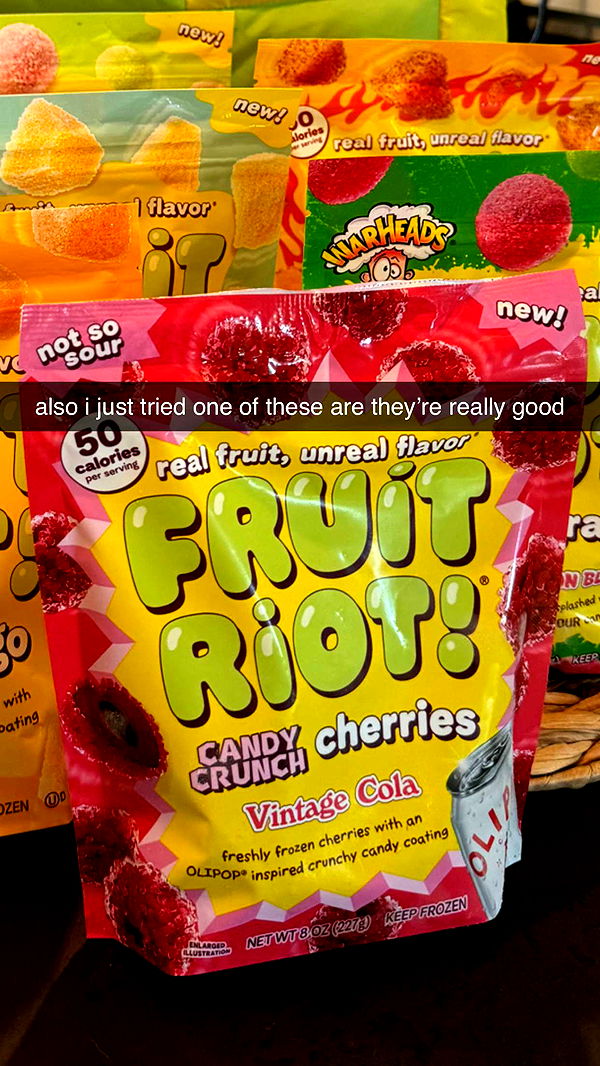 new!
new!
real fruit, unreal flavor
flavor
iT
WARHEADS
not so
sour
new!
also i just tried one of these are they're really good
50
calories
per serving
real fruit, unreal flavor
FRUiT
RiOT!®
CANDY
CRUNCH
cherries
Vintage Cola
freshly frozen cherries with an
OLIPOP® inspired crunchy candy coating
OLIP
ENLARGED
ILLUSTRATION
NET WT 8 OZ (227g)
KEEP FROZEN
with
KEEP